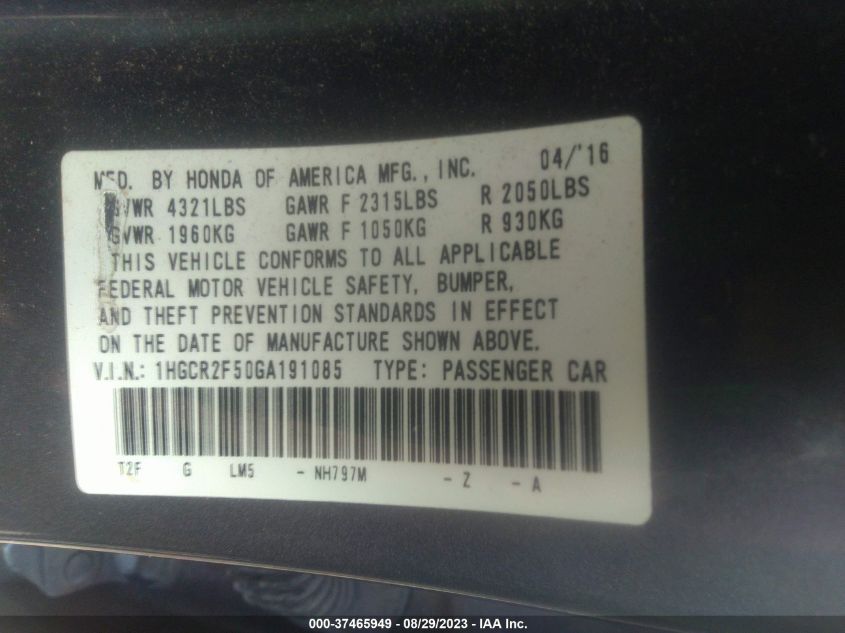 MFD. BY HONDA OF AMERICA MFG., INC. 04/'16
GVWR 4321LBS GAWR F 2315LBS R 2050LBS
GVWR 1960KG GAWR F 1050KG R 930KG
THIS VEHICLE CONFORMS TO ALL APPLICABLE
FEDERAL MOTOR VEHICLE SAFETY, BUMPER,
AND THEFT PREVENTION STANDARDS IN EFFECT
ON THE DATE OF MANUFACTURE SHOWN ABOVE.
V.I.N.: 1HGCR2F50GA191085 TYPE: PASSENGER CAR
T2F G LM5 - NH797M - Z - A
000-37465949 - 08/29/2023 - IAA Inc.